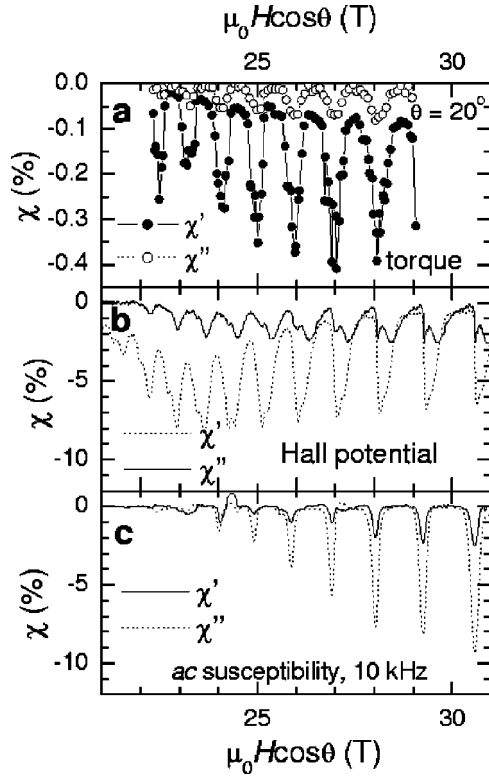 μ₀Hcosθ (T)
25 30
0.0
a
θ = 20°
-0.1
χ (%)
-0.2
-0.3
χ'
χ''
torque
-0.4
0
b
χ (%)
-5
χ'
χ''
Hall potential
-10
0
c
χ (%)
-5
χ'
χ''
-10
ac susceptibility, 10 kHz
25 30
μ₀Hcosθ (T)